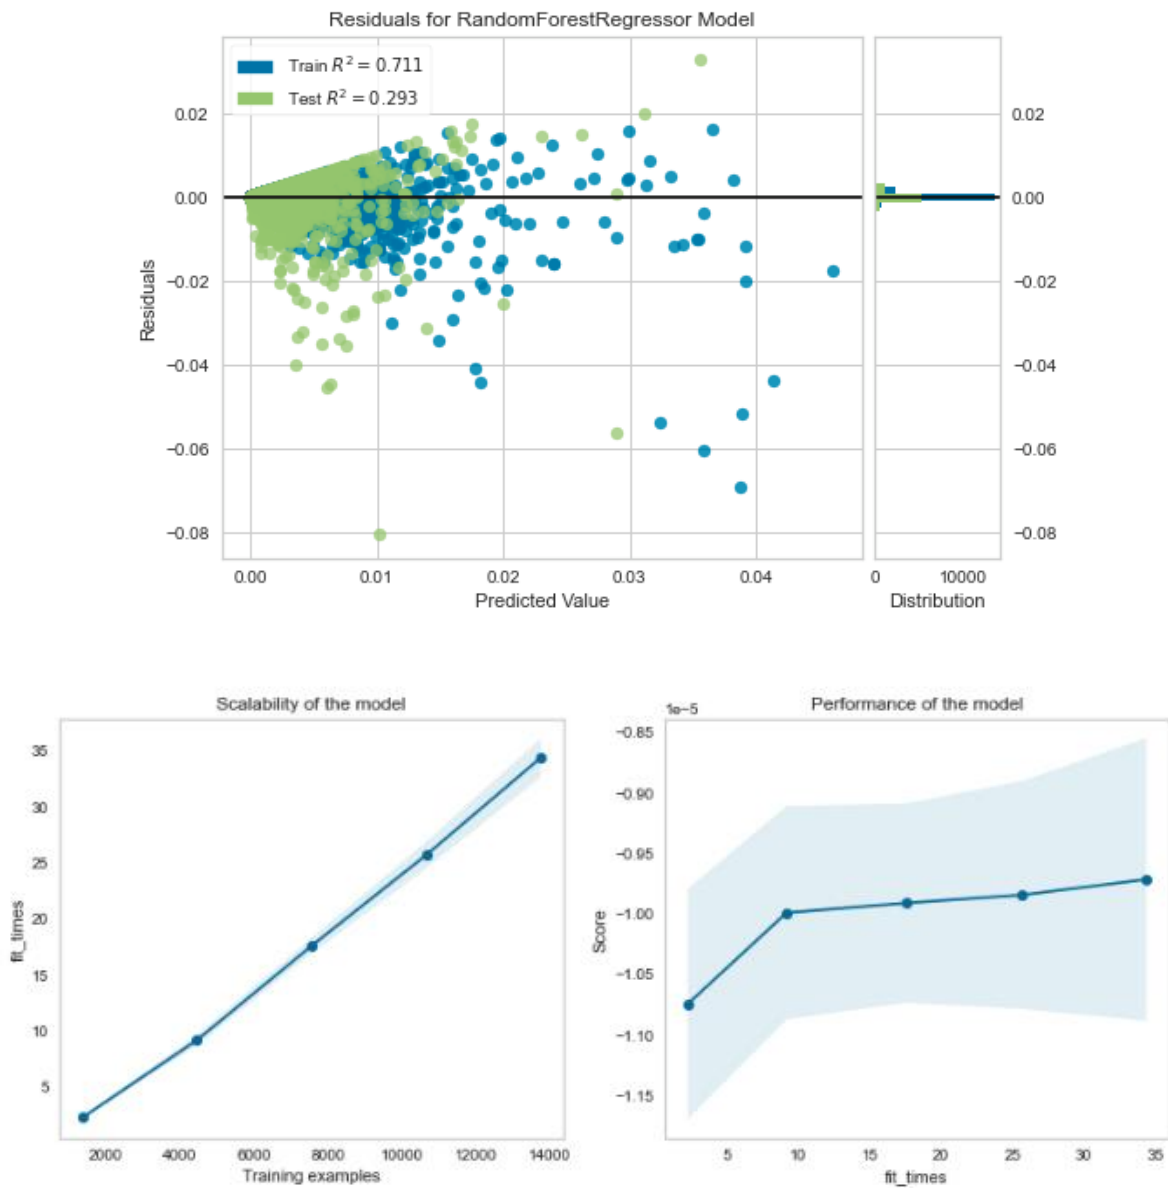 Residuals for RandomForestRegressor Model
Train R² = 0.711
Test R² = 0.293
0.02
0.00
−0.02
−0.04
−0.06
−0.08
Residuals
0.00 0.01 0.02 0.03 0.04
Predicted Value
0.02
0.00
−0.02
−0.04
−0.06
−0.08
0 10000
Distribution
Scalability of the model
35
30
25
20
15
10
5
fit_times
2000 4000 6000 8000 10000 12000 14000
Training examples
Performance of the model
1e−5
−0.85
−0.90
−0.95
−1.00
−1.05
−1.10
−1.15
Score
5 10 15 20 25 30 35
fit_times